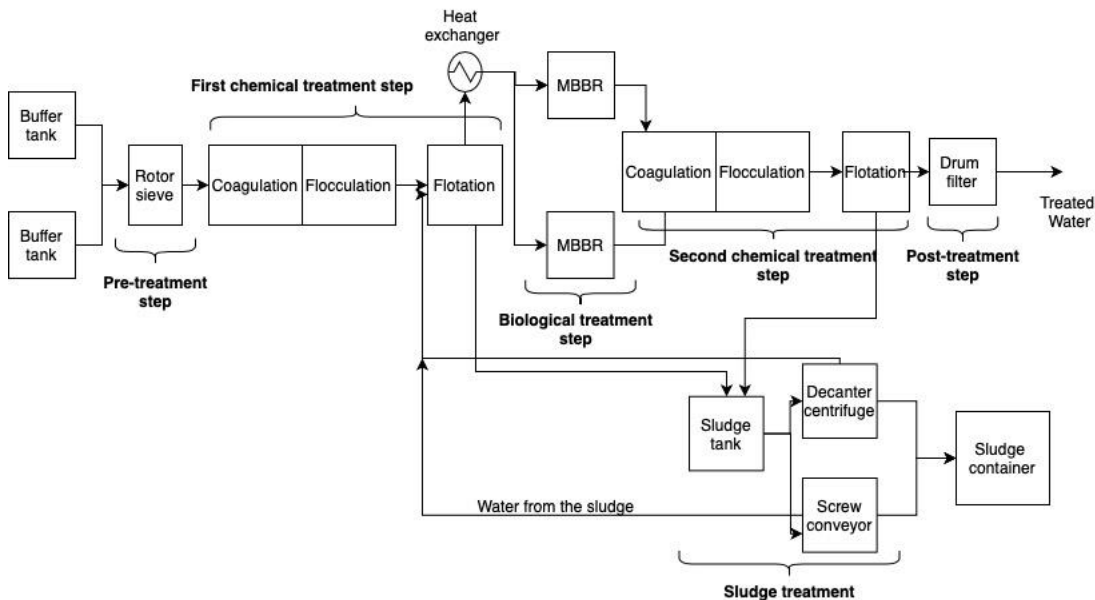 Heat
exchanger
First chemical treatment step
MBBR
Buffer
tank
Rotor
sieve
Coagulation
Flocculation
Flotation
Coagulation
Flocculation
Flotation
Drum
filter
Treated
Water
Buffer
tank
MBBR
Pre-treatment
step
Second chemical treatment
step
Post-treatment
step
Biological treatment
step
Decanter
centrifuge
Sludge
tank
Sludge
container
Water from the sludge
Screw
conveyor
Sludge treatment